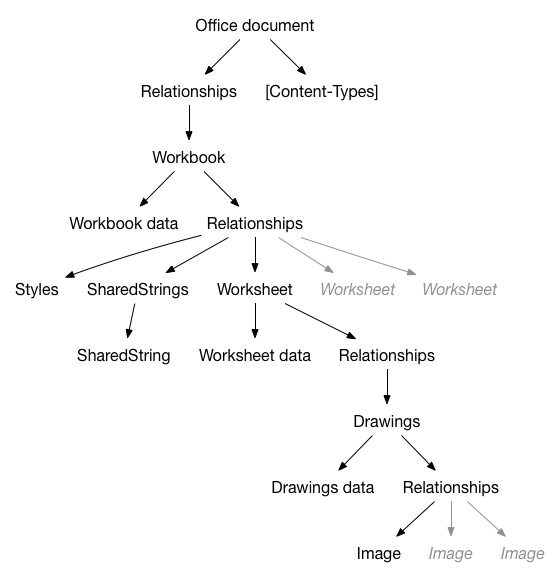 Office document
Relationships [Content-Types]
Workbook
Workbook data Relationships
Styles SharedStrings Worksheet Worksheet Worksheet
SharedString Worksheet data Relationships
Drawings
Drawings data Relationships
Image Image Image